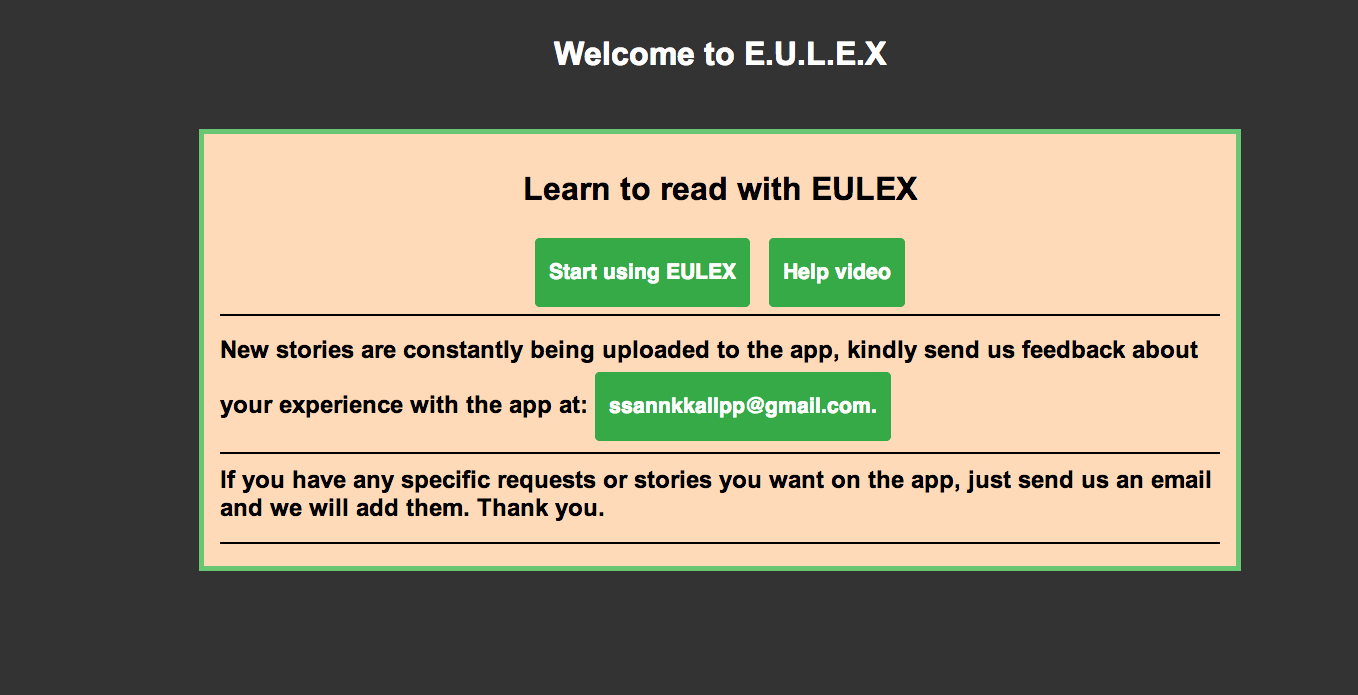 Welcome to E.U.L.E.X
Learn to read with EULEX
Start using EULEX Help video
New stories are constantly being uploaded to the app, kindly send us feedback about
your experience with the app at: ssannkkallpp@gmail.com.
If you have any specific requests or stories you want on the app, just send us an email
and we will add them. Thank you.